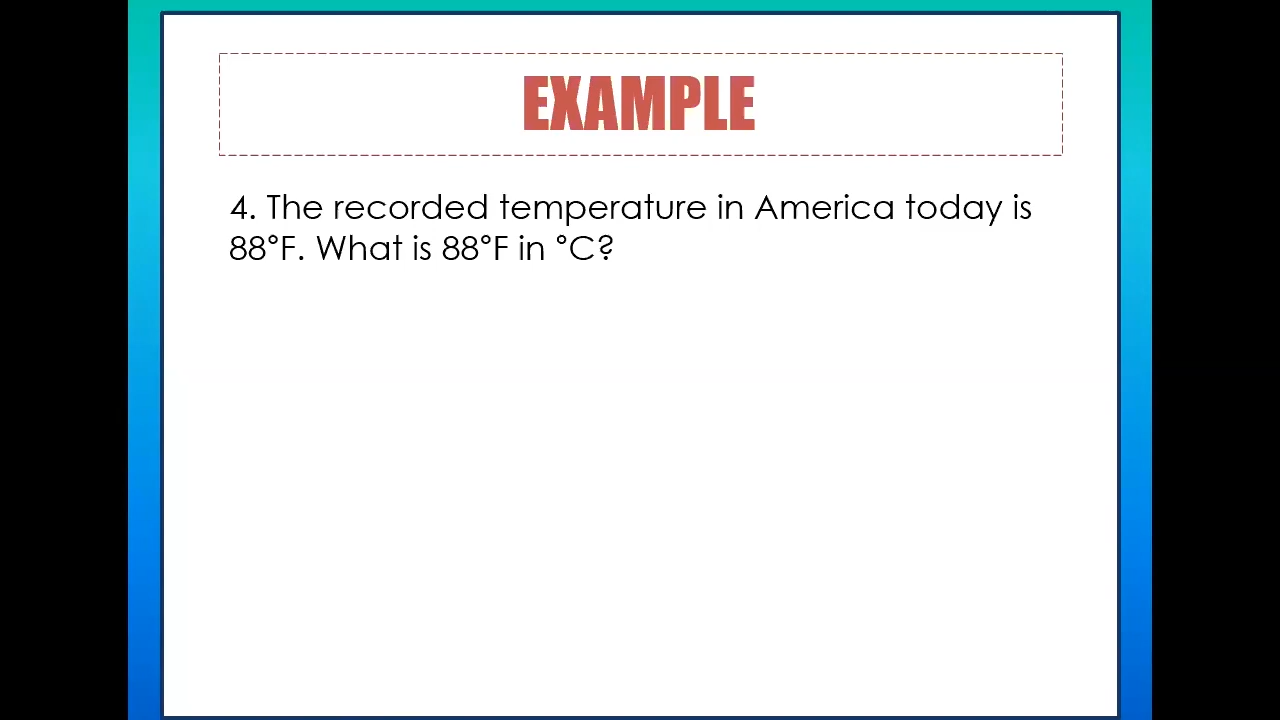 EXAMPLE
4. The recorded temperature in America today is
88°F. What is 88°F in °C?